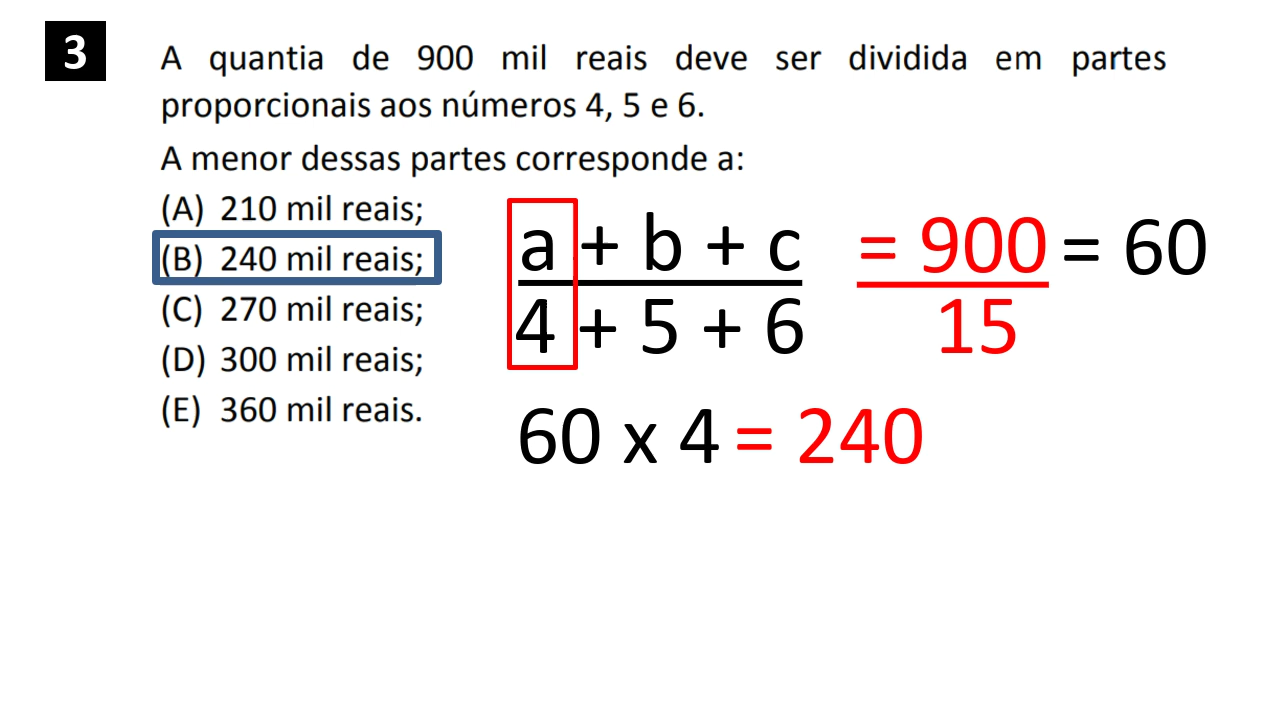 3
A quantia de 900 mil reais deve ser dividida em partes
proporcionais aos números 4, 5 e 6.
A menor dessas partes corresponde a:
(A) 210 mil reais;
(B) 240 mil reais;
(C) 270 mil reais;
(D) 300 mil reais;
(E) 360 mil reais.
a + b + c = 900 = 60
4 + 5 + 6 15
60 x 4 = 240